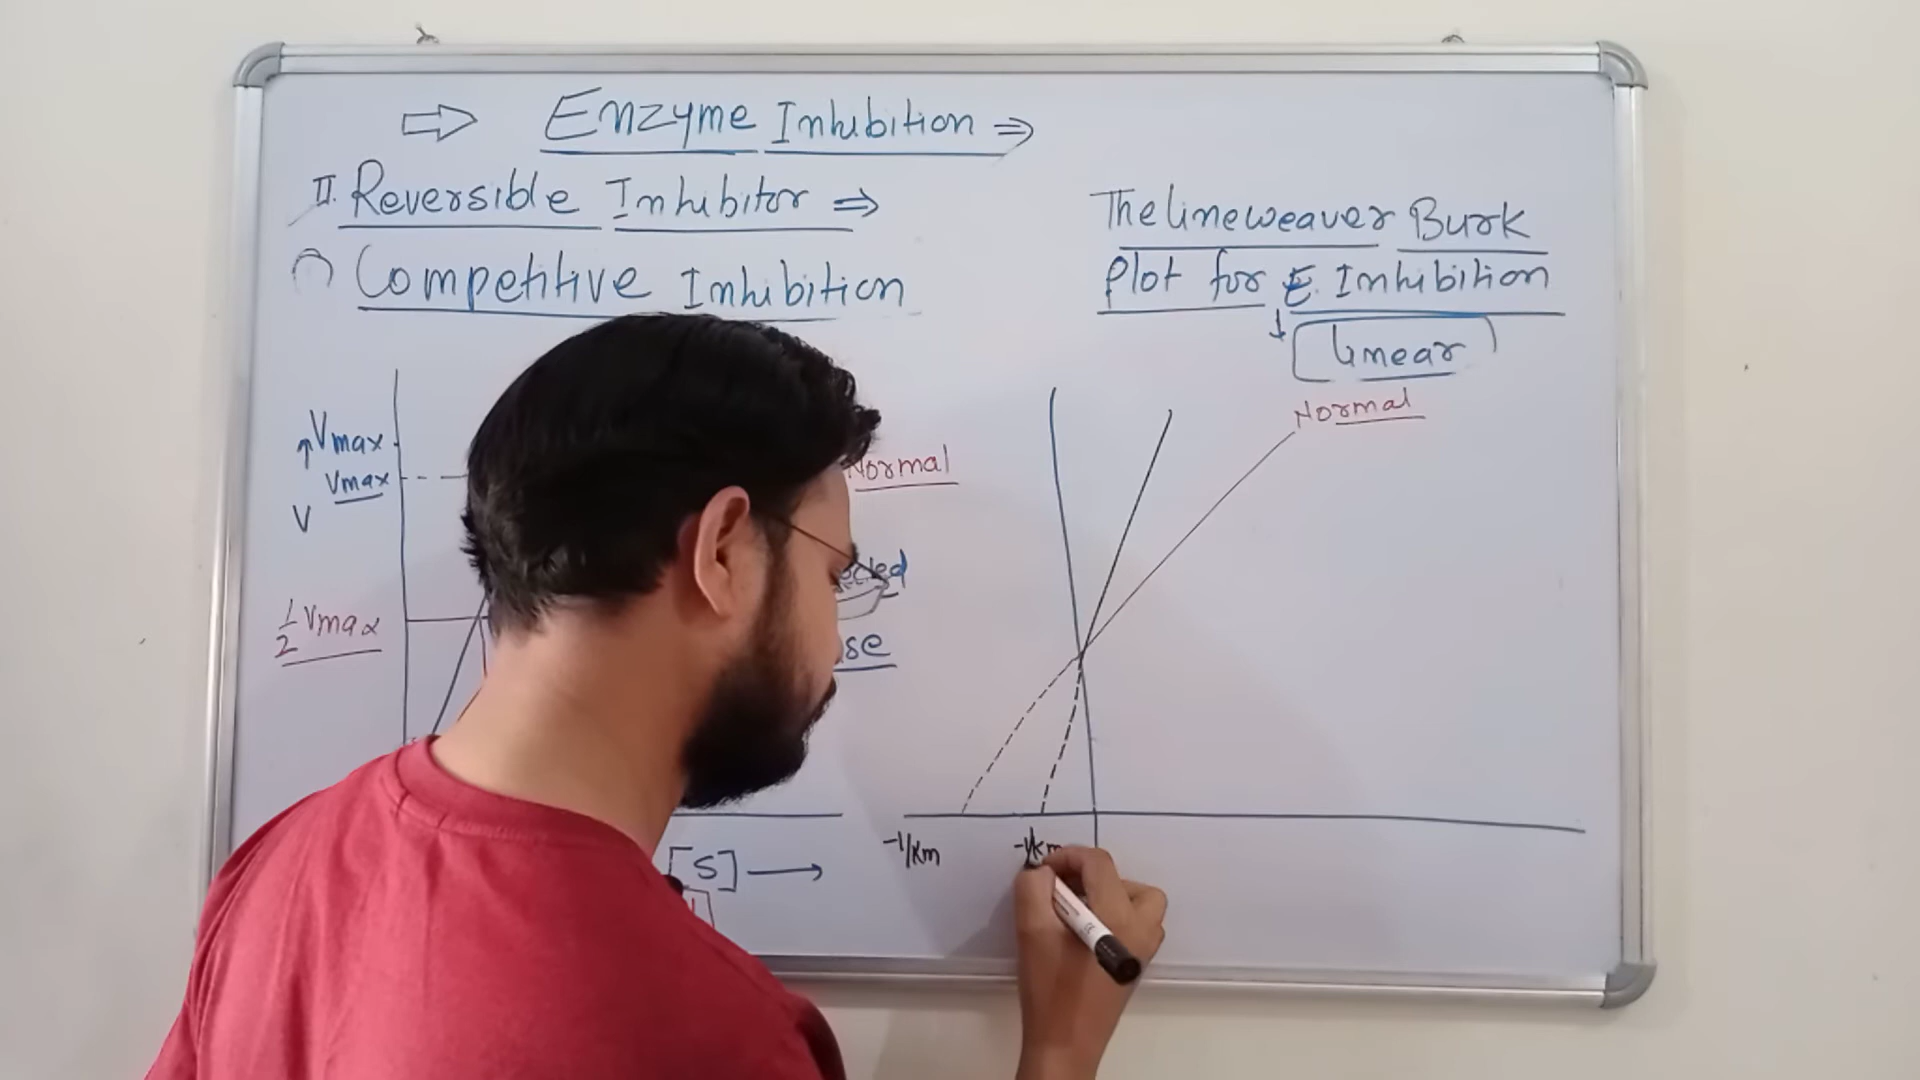 Enzyme Inhibition
II. Reversible Inhibitor
Competitive Inhibition
Vmax
Vmax
V
1/2 Vmax
Normal
[S]
The lineweaver Burk
Plot for E. Inhibition
linear
Normal
-1/Km
-1/Km